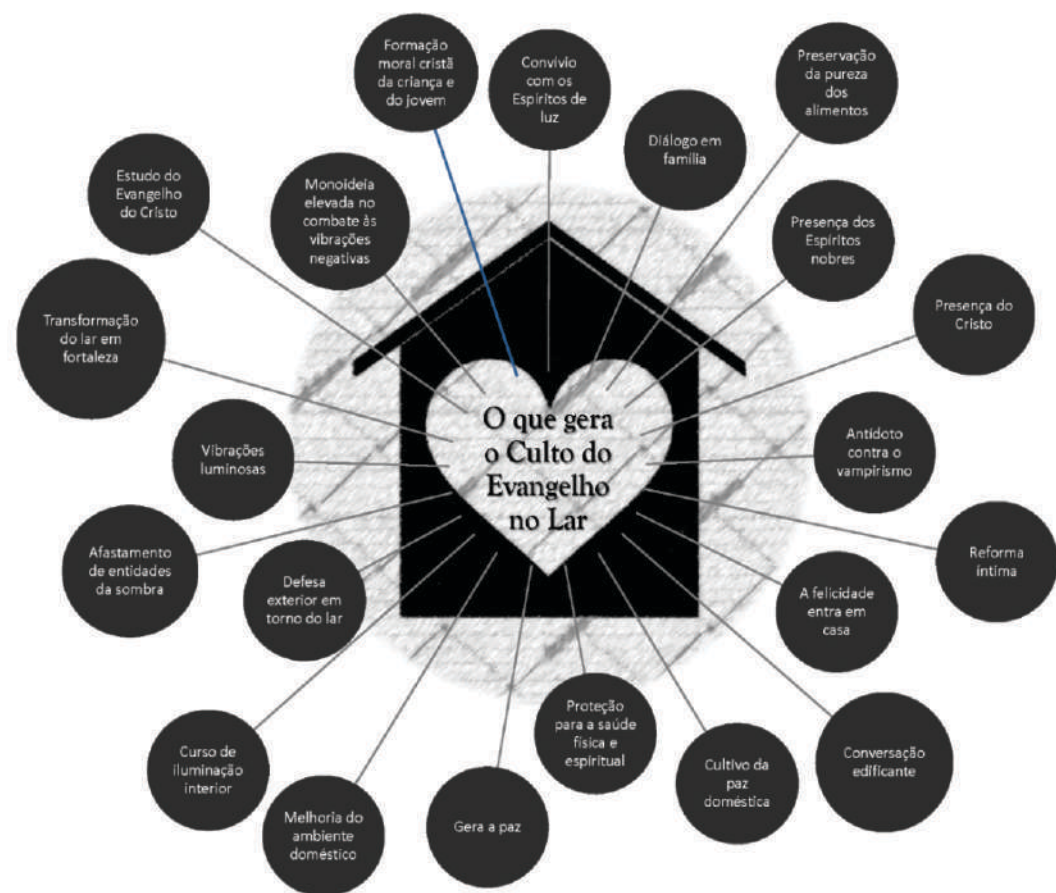 Formação
moral cristã
da criança e
do jovem
Convívio
com os
Espíritos de
luz
Preservação
da pureza
dos
alimentos
Diálogo em
família
Estudo do
Evangelho
do Cristo
Monoideia
elevada no
combate às
vibrações
negativas
Presença dos
Espíritos
nobres
Transformação
do lar em
fortaleza
Presença do
Cristo
O que gera
o Culto do
Evangelho
no Lar
Vibrações
luminosas
Antídoto
contra o
vampirismo
Afastamento
de entidades
da sombra
Defesa
exterior em
torno do lar
Reforma
íntima
A felicidade
entra em
casa
Curso de
iluminação
interior
Melhoria do
ambiente
doméstico
Gera a paz
Proteção
para a saúde
física e
espíritual
Cultivo da
paz
doméstica
Conversação
edificante